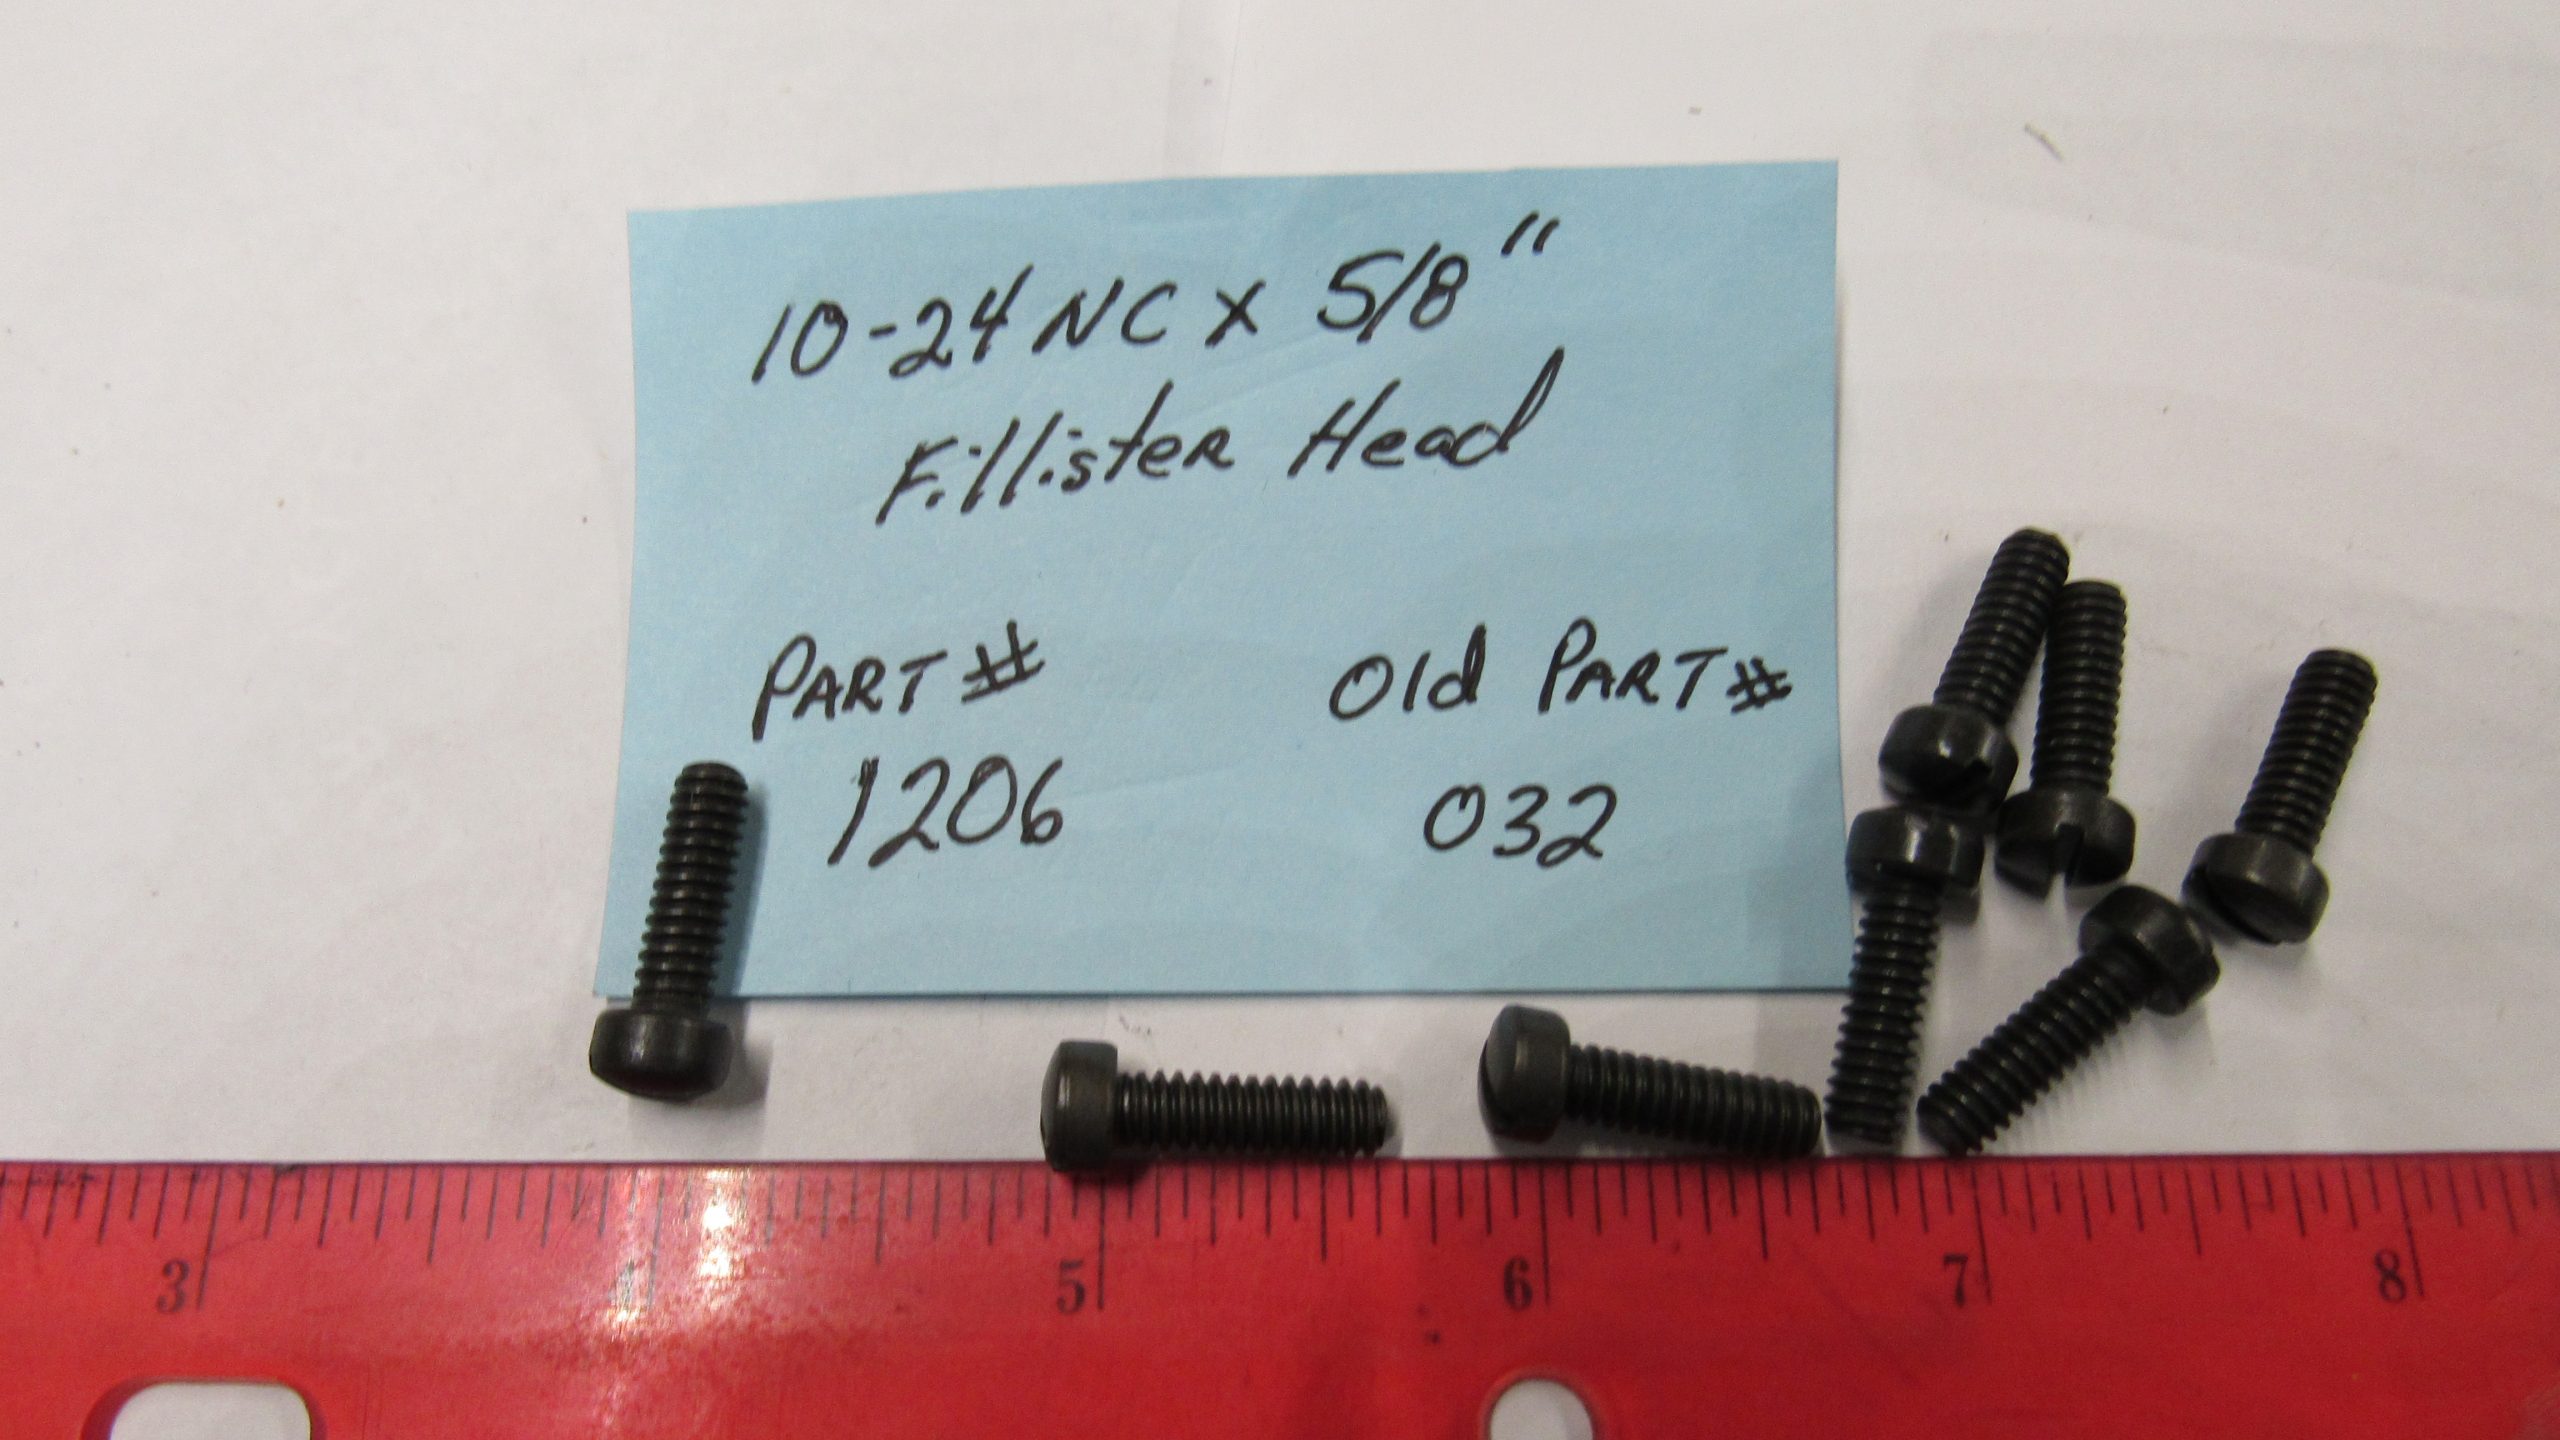 10-24 NC x 5/8"
Fillister Head
PART # Old PART #
1206 032
3 4 5 6 7 8